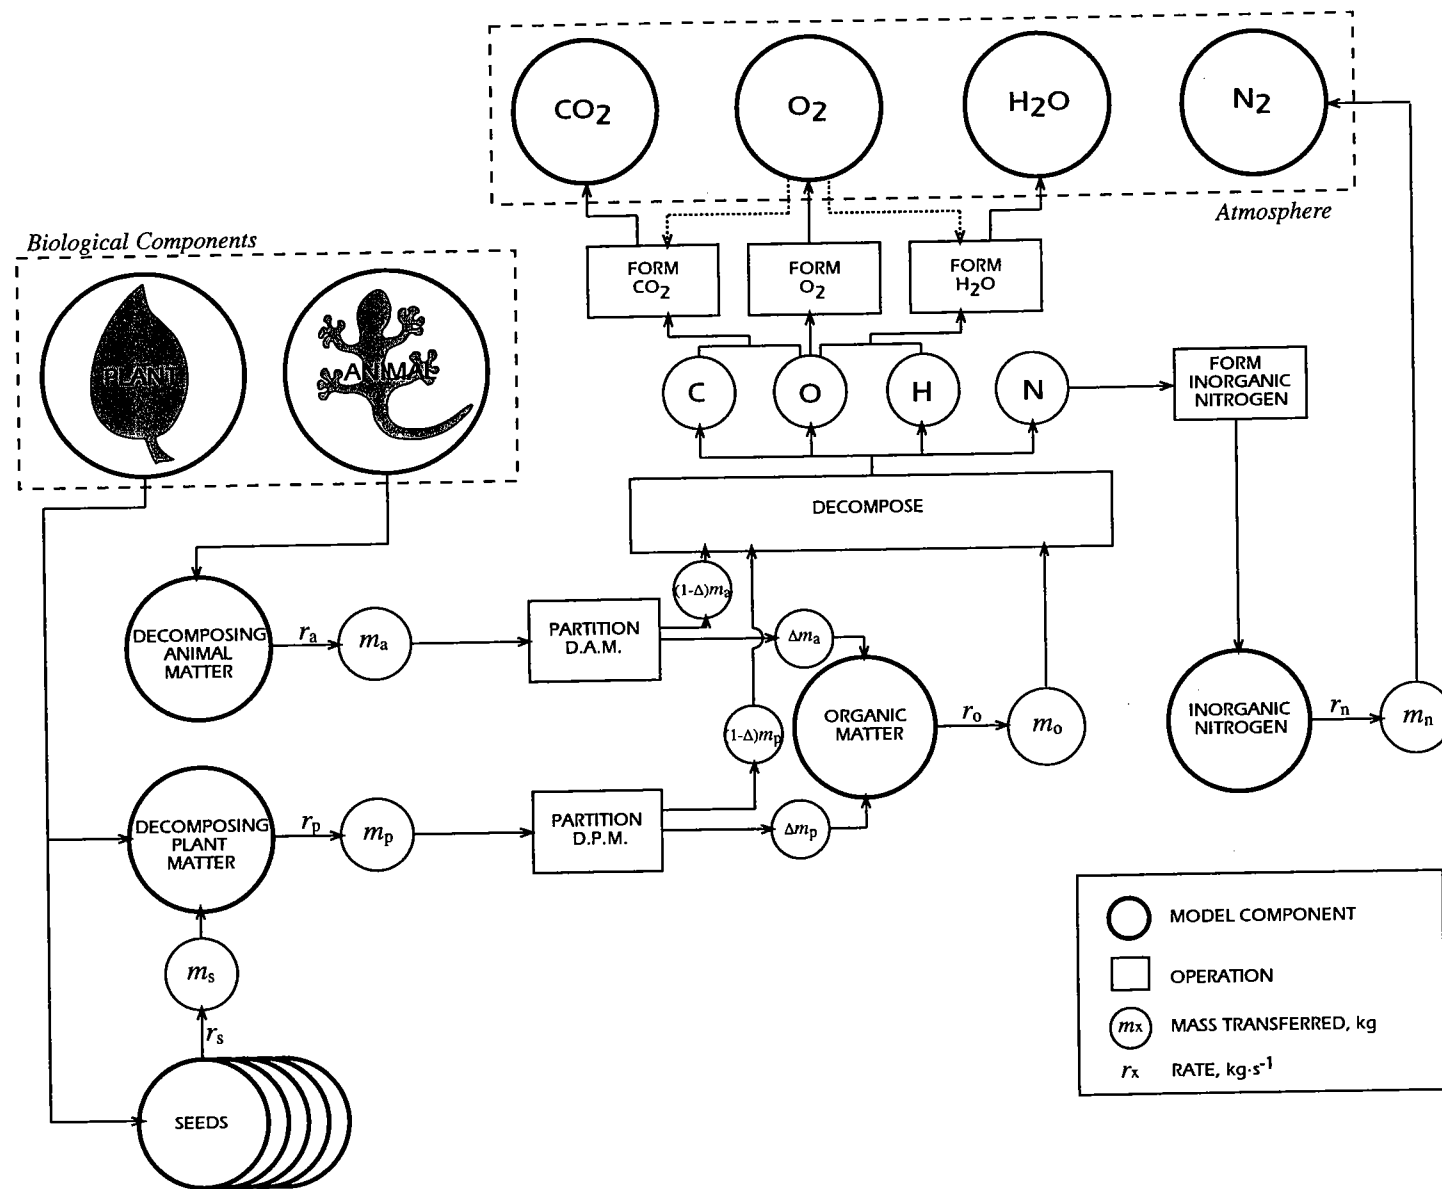 CO2
O2
H2O
N2
Atmosphere
Biological Components
FORM
CO2
FORM
O2
FORM
H2O
PLANT
ANIMAL
C
O
H
N
FORM
INORGANIC
NITROGEN
DECOMPOSE
(1-Δ)ma
DECOMPOSING
ANIMAL
MATTER
ra
ma
PARTITION
D.A.M.
Δma
ORGANIC
MATTER
ro
mo
INORGANIC
NITROGEN
rn
mn
(1-Δ)mp
DECOMPOSING
PLANT
MATTER
rp
mp
PARTITION
D.P.M.
Δmp
ms
rs
SEEDS
MODEL COMPONENT
OPERATION
mx MASS TRANSFERRED, kg
rx RATE, kg·s-1